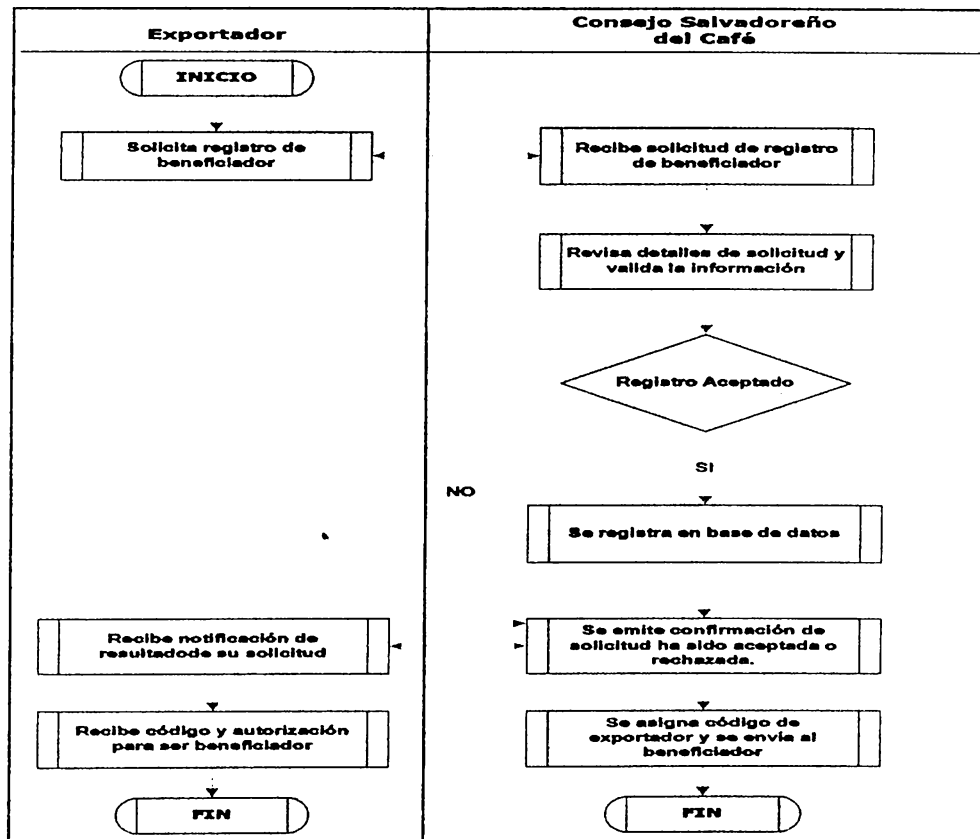 Exportador
Consejo Salvadoreño
del Café
INICIO
Solicita registro de
beneficiador
Recibe solicitud de registro
de beneficiador
Revisa detalles de solicitud y
valida la información
Registro Aceptado
SI
NO
Se registra en base de datos
Recibe notificación de
resultadode su solicitud
Se emite confirmación de
solicitud ha sido aceptada o
rechazada.
Recibe código y autorización
para ser beneficiador
Se asigna código de
exportador y se envía al
beneficiador
FIN
FIN